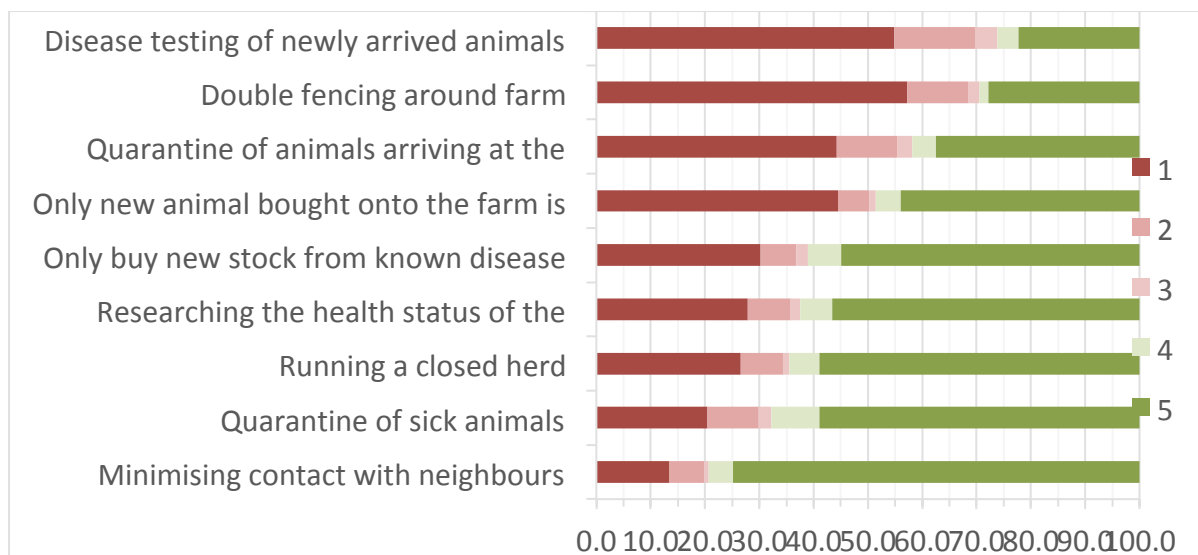 Disease testing of newly arrived animals
Double fencing around farm
Quarantine of animals arriving at the
Only new animal bought onto the farm is
Only buy new stock from known disease
Researching the health status of the
Running a closed herd
Quarantine of sick animals
Minimising contact with neighbours
0.0 10.0 20.0 30.0 40.0 50.0 60.0 70.0 80.0 90.0 100.0
1
2
3
4
5